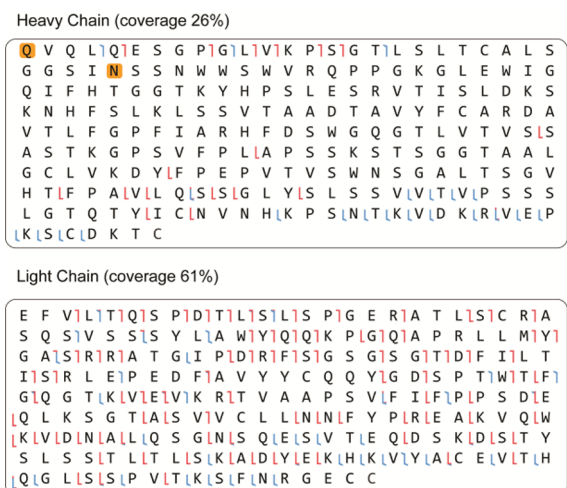 Heavy Chain (coverage 26%)
Q V Q L Q E S G P G L V K P S G T L S L T C A L S
G G S I N S S N W W S W V R Q P P G K G L E W I G
Q I F H T G G T K Y H P S L E S R V T I S L D K S
K N H F S L K L S S V T A A D T A V Y F C A R D A
V T L F G P F I A R H F D S W G Q G T L V T V S S
A S T K G P S V F P L A P S S K S T S G G T A A L
G C L V K D Y F P E P V T V S W N S G A L T S G V
H T F P A V L Q S S G L Y S L S S V V T V P S S S
L G T Q T Y I C N V N H K P S N T K V D K R V E P
K S C D K T C
Light Chain (coverage 61%)
E F V L T Q S P D T L S L S P G E R A T L S C R A
S Q S V S S S Y L A W Y Q Q K P G Q A P R L L M Y
G A S R R A T G I P D R F S G S G S G T D F I L T
I S R L E P E D F A V Y Y C Q Q Y G D S P T W T F
G Q G T K V E V K R T V A A P S V F I F P P S D E
Q L K S G T A S V V C L L N N F Y P R E A K V Q W
K V D N A L Q S G N S Q E S V T E Q D S K D S T Y
S L S S T L T L S K A D Y E K H K V Y A C E V T H
Q G L S S P V T K S F N R G E C C